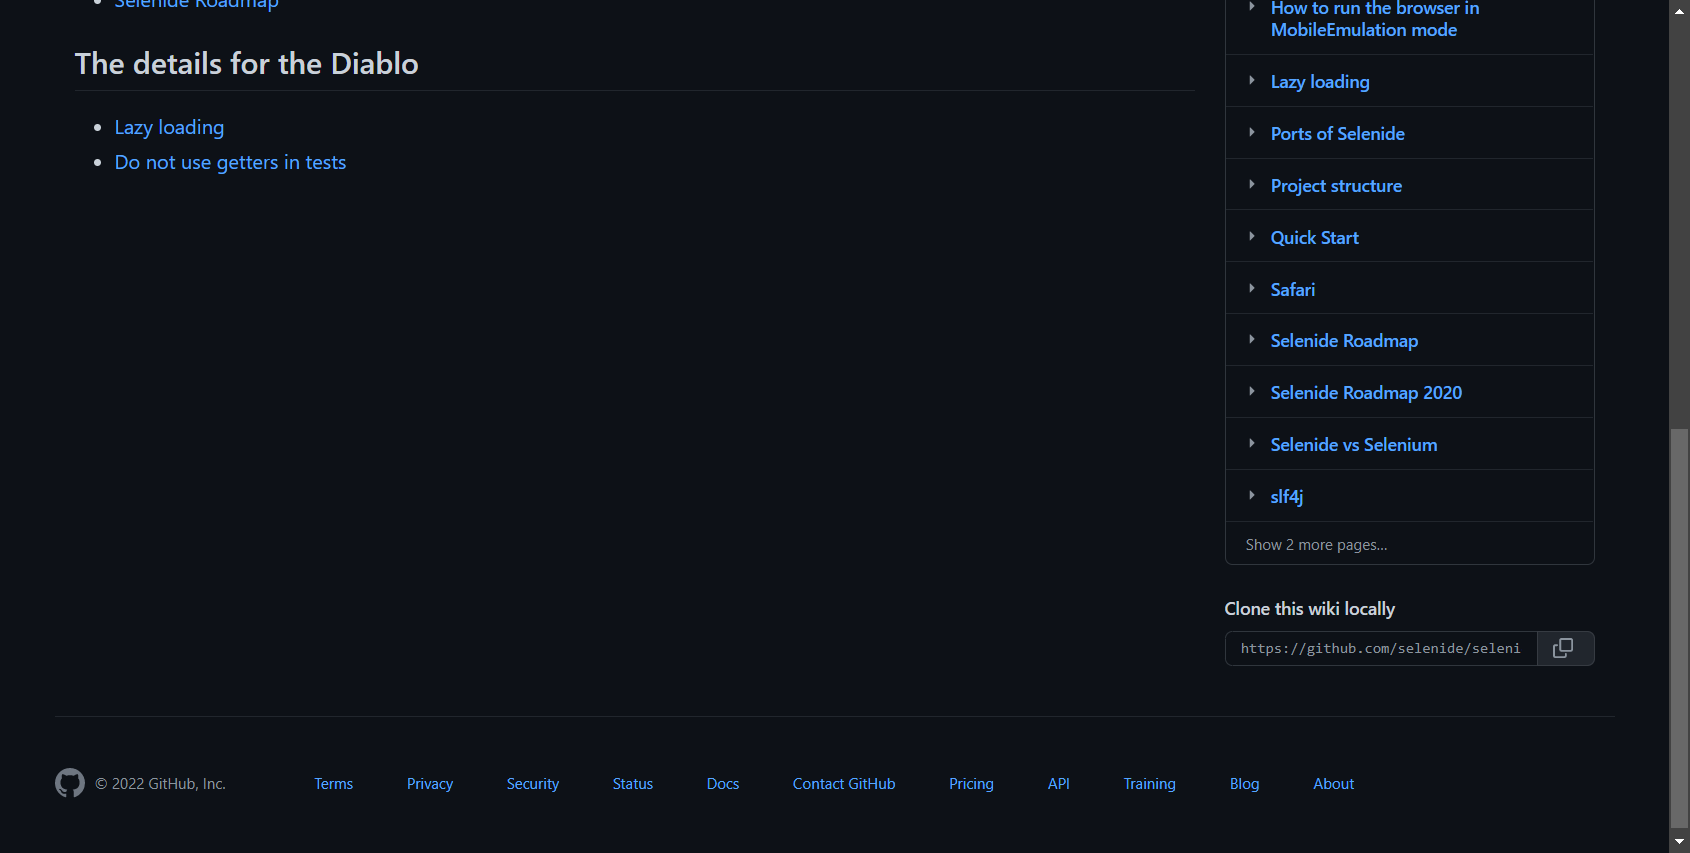 Selenide Roadmap
The details for the Diablo
Lazy loading
Do not use getters in tests
How to run the browser in
MobileEmulation mode
Lazy loading
Ports of Selenide
Project structure
Quick Start
Safari
Selenide Roadmap
Selenide Roadmap 2020
Selenide vs Selenium
slf4j
Show 2 more pages...
Clone this wiki locally
https://github.com/selenide/seleni
© 2022 GitHub, Inc. Terms Privacy Security Status Docs Contact GitHub Pricing API Training Blog About